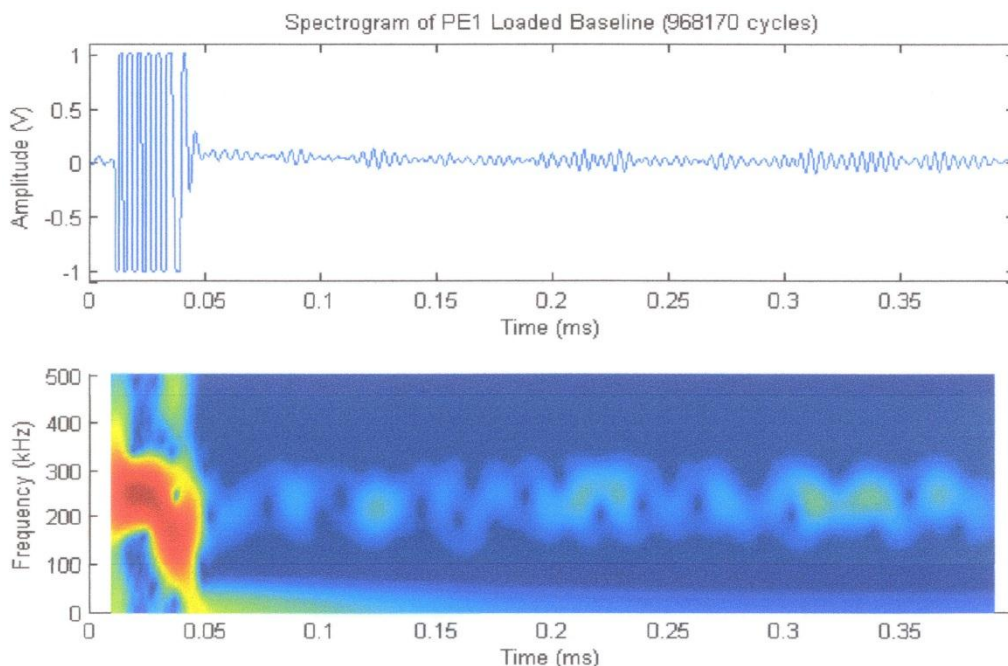 Spectrogram of PE1 Loaded Baseline (968170 cycles)
Amplitude (V)
1
0.5
0
-0.5
-1
0 0.05 0.1 0.15 0.2 0.25 0.3 0.35
Time (ms)
Frequency (kHz)
500
400
300
200
100
0
0 0.05 0.1 0.15 0.2 0.25 0.3 0.35
Time (ms)